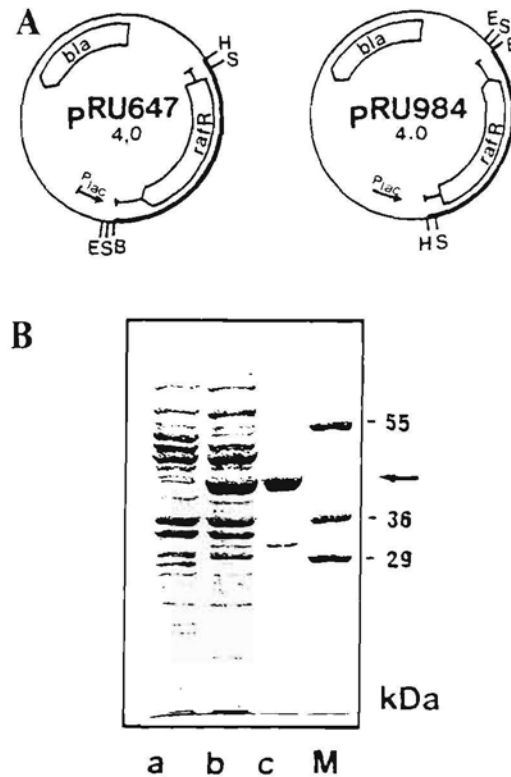 A
bla
H
S
pRU647
4,0
rafR
Plac
ESB
bla
E
S
B
pRU984
4.0
rafR
Plac
HS
B
- 55
- 36
- 29
kDa
a b c M